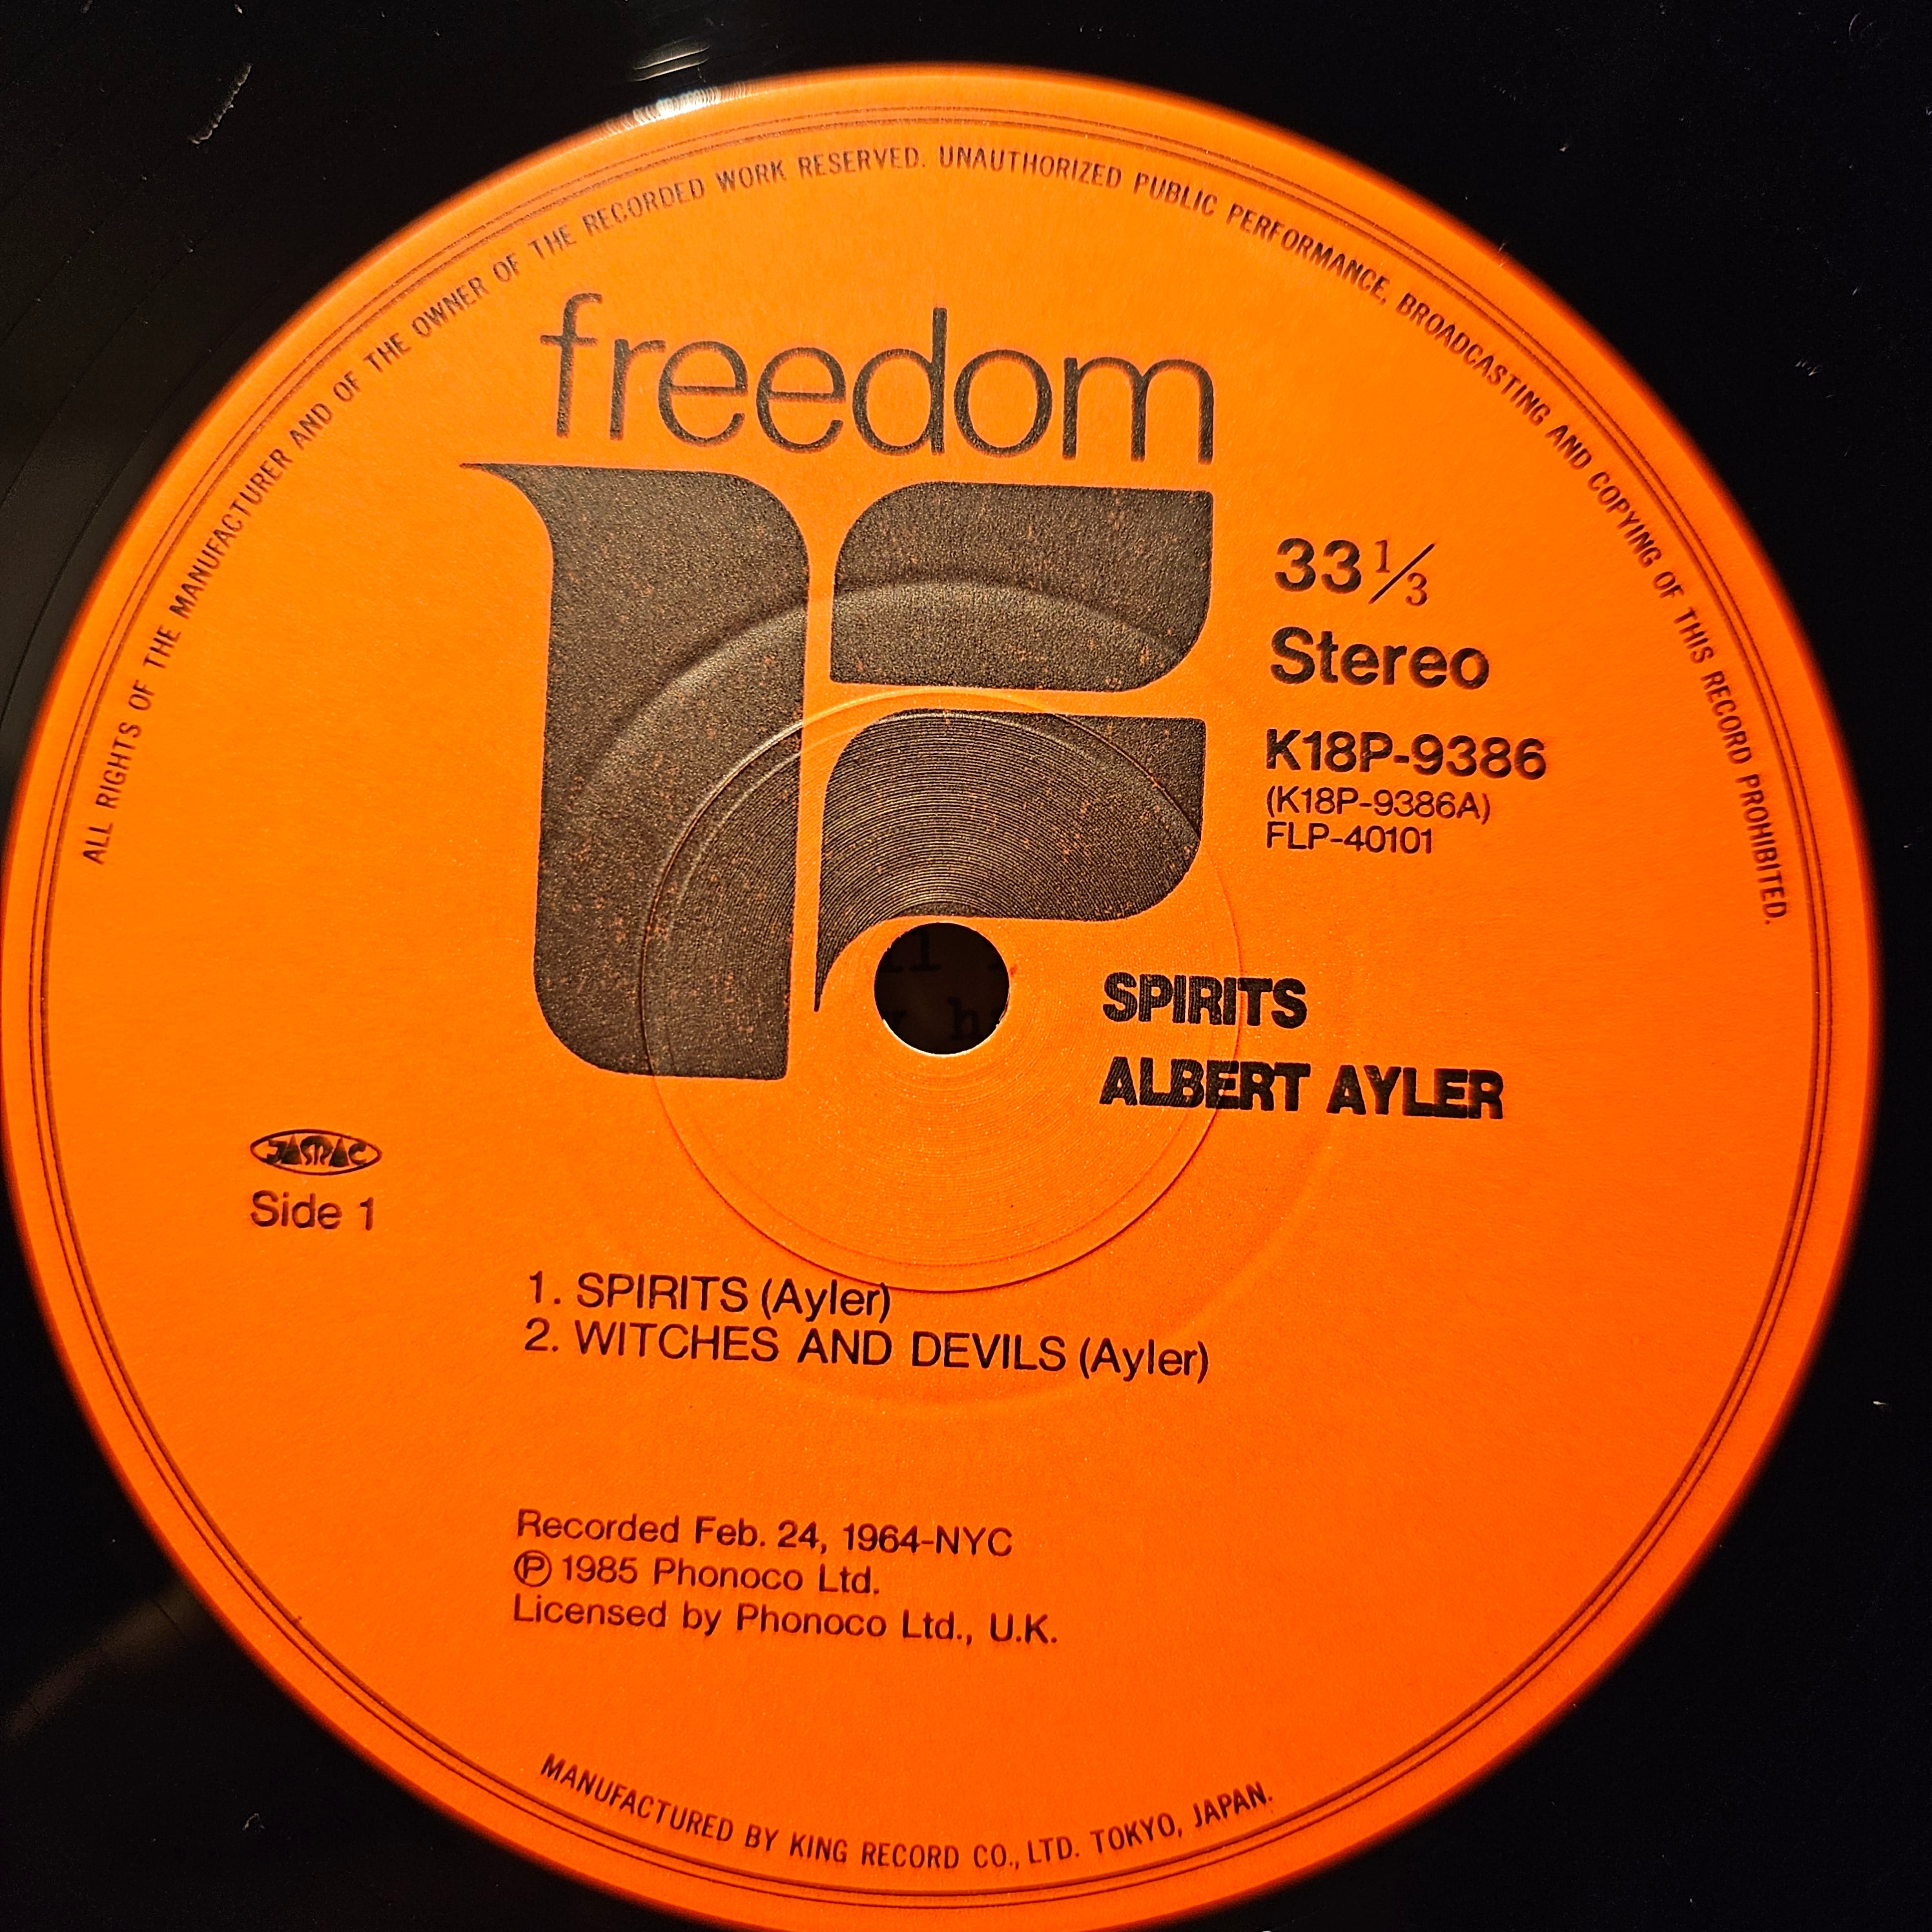 ALL RIGHTS OF THE MANUFACTURER AND OF THE OWNER OF THE RECORDED WORK RESERVED. UNAUTHORIZED PUBLIC PERFORMANCE, BROADCASTING AND COPYING OF THIS RECORD PROHIBITED.
freedom
33 1/3
Stereo
K18P-9386
(K18P-9386A)
FLP-40101
SPIRITS
ALBERT AYLER
JASRAC
Side 1
1. SPIRITS (Ayler)
2. WITCHES AND DEVILS (Ayler)
Recorded Feb. 24, 1964-NYC
℗ 1985 Phonoco Ltd.
Licensed by Phonoco Ltd., U.K.
MANUFACTURED BY KING RECORD CO., LTD. TOKYO, JAPAN.